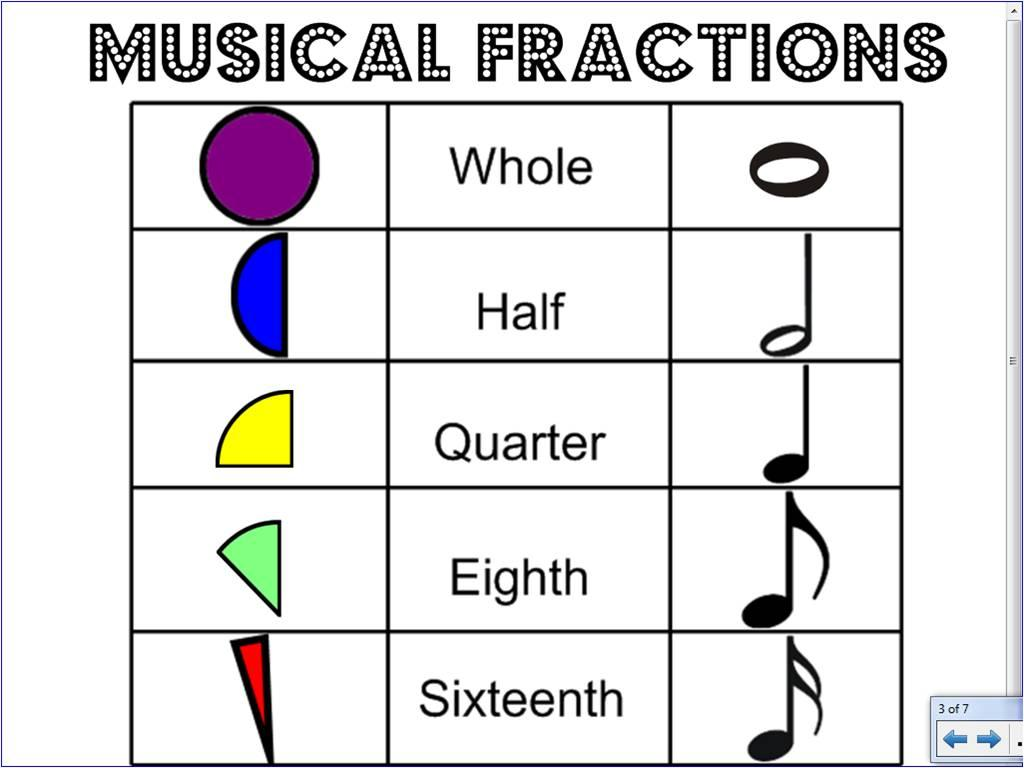 MUSICAL FRACTIONS
Whole
Half
Quarter
Eighth
Sixteenth
3 of 7